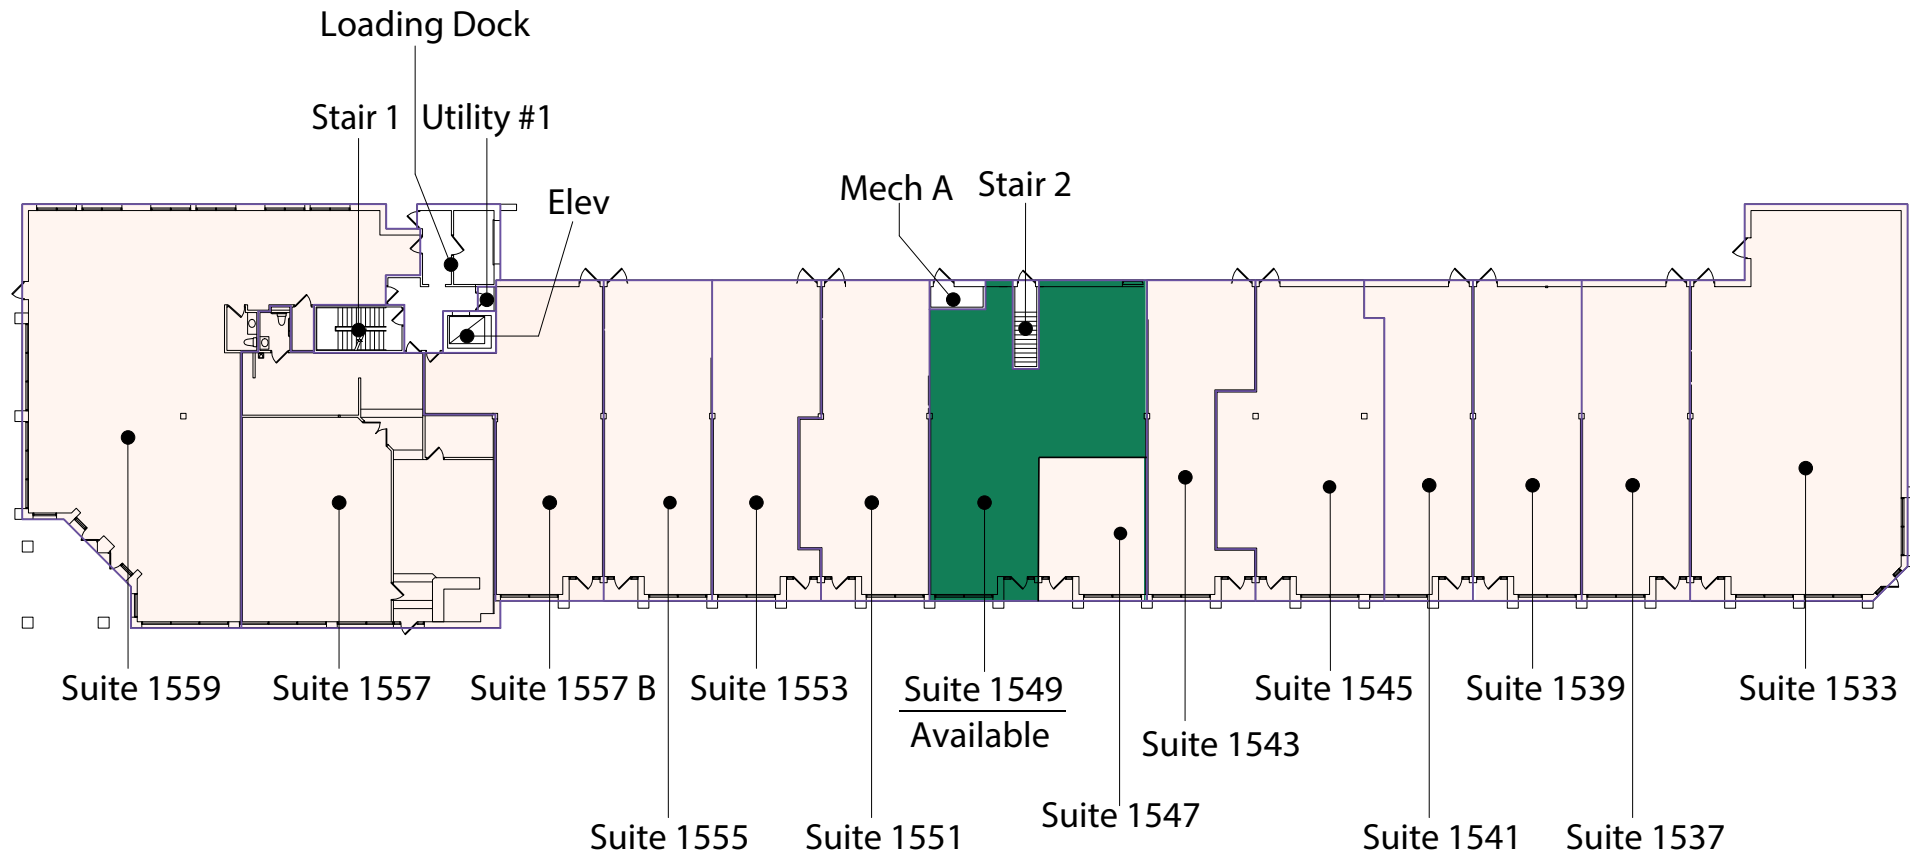 Loading Dock
Stair 1
Utility #1
Elev
Mech A
Stair 2
Suite 1559
Suite 1557
Suite 1557 B
Suite 1553
Suite 1549
Available
Suite 1545
Suite 1539
Suite 1533
Suite 1543
Suite 1547
Suite 1555
Suite 1551
Suite 1541
Suite 1537